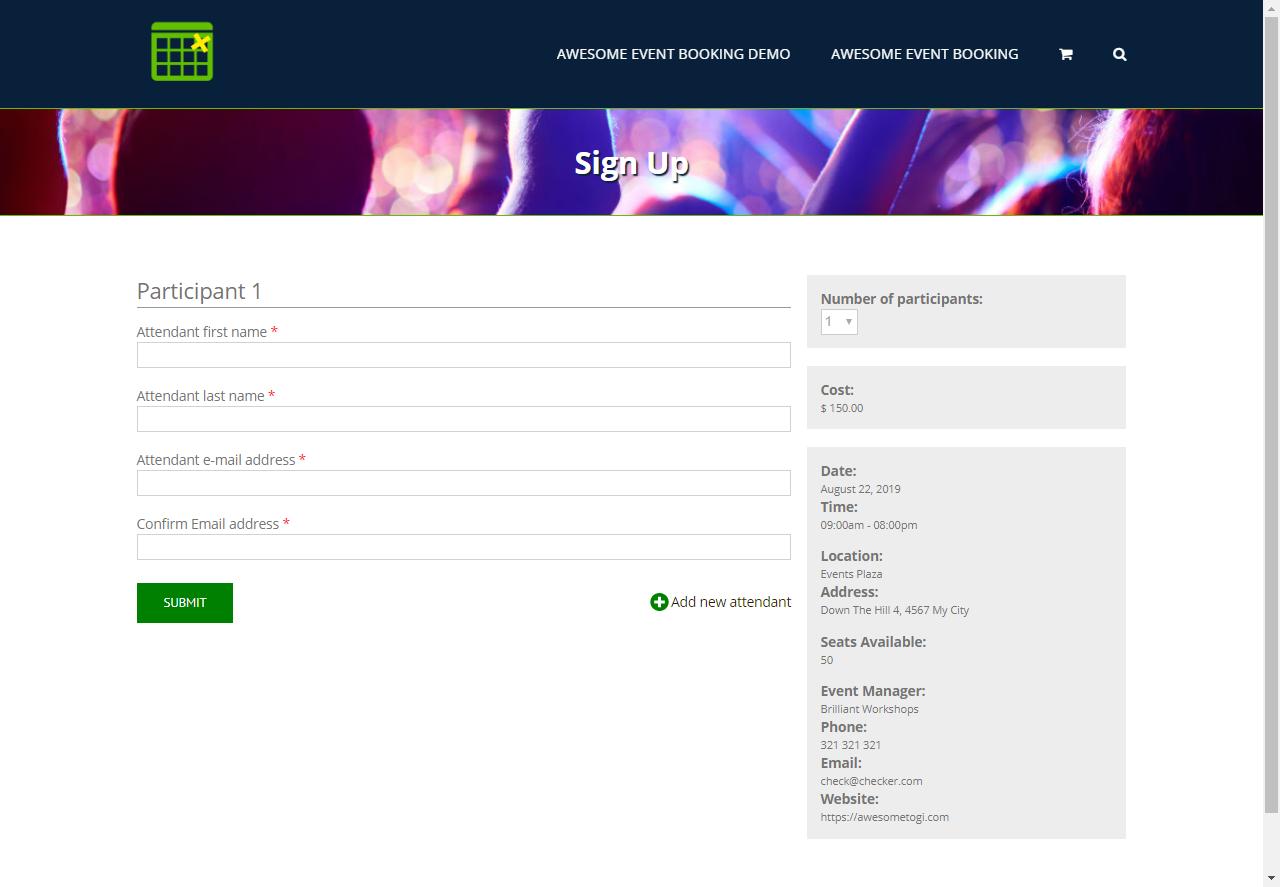 AWESOME EVENT BOOKING DEMO
AWESOME EVENT BOOKING
Sign Up
Participant 1
Attendant first name *
Attendant last name *
Attendant e-mail address *
Confirm Email address *
SUBMIT
Add new attendant
Number of participants:
1
Cost:
$ 150.00
Date:
August 22, 2019
Time:
09:00am - 08:00pm
Location:
Events Plaza
Address:
Down The Hill 4, 4567 My City
Seats Available:
50
Event Manager:
Brilliant Workshops
Phone:
321 321 321
Email:
check@checker.com
Website:
https://awesometogi.com